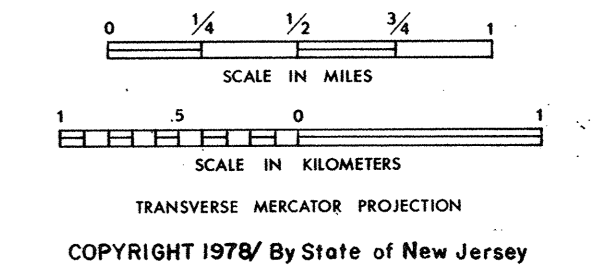 0 1/4 1/2 3/4 1
SCALE IN MILES
1 .5 0 1
SCALE IN KILOMETERS
TRANSVERSE MERCATOR PROJECTION
COPYRIGHT 1978/ By State of New Jersey